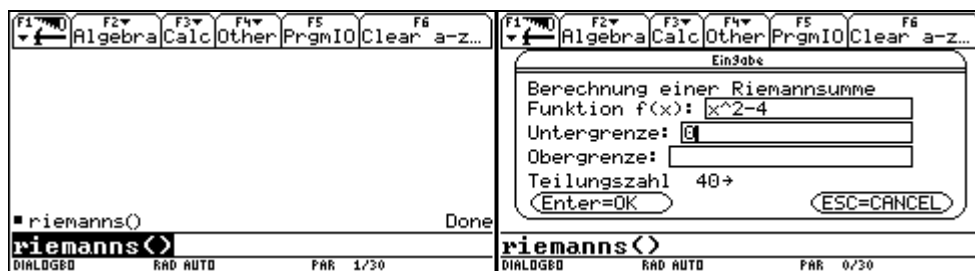 F1 F2 F3 F4 F5 F6
Algebra Calc Other PrgmIO Clear a-z…
riemanns() Done
riemanns()
DIALOGBO RAD AUTO PAR 1/30
F1 F2 F3 F4 F5 F6
Algebra Calc Other PrgmIO Clear a-z…
Eingabe
Berechnung einer Riemannsumme
Funktion f(x): x^2-4
Untergrenze: 0
Obergrenze:
Teilungszahl 40→
Enter=OK ESC=CANCEL
riemanns()
DIALOGBO RAD AUTO PAR 0/30